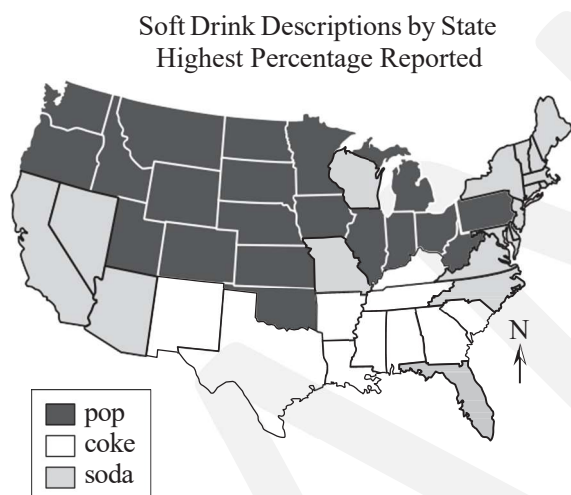 Soft Drink Descriptions by State
Highest Percentage Reported
N
pop
coke
soda